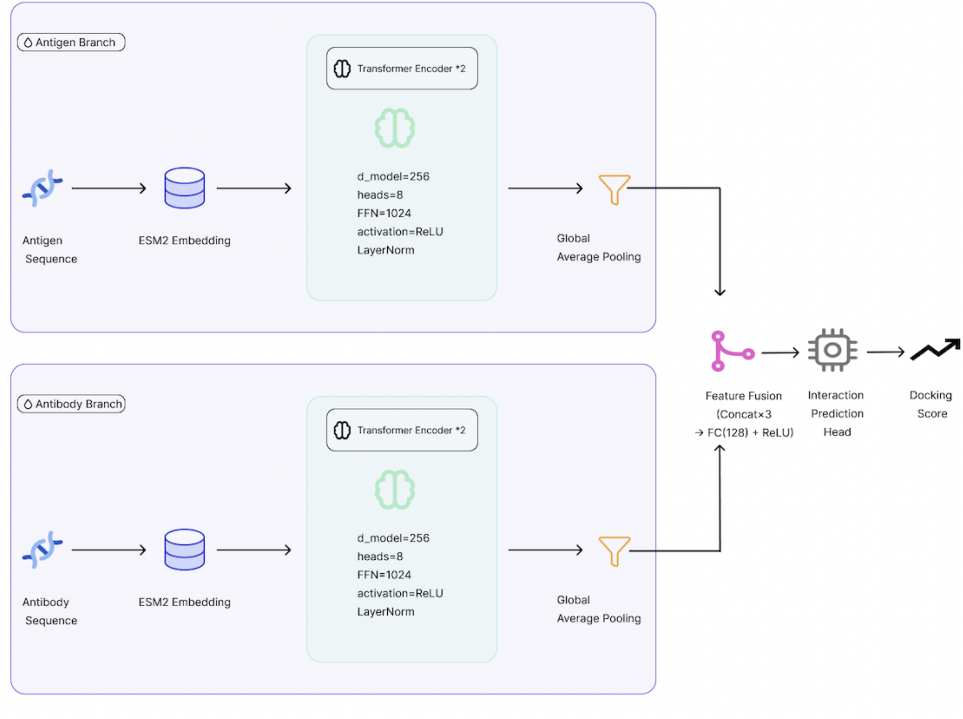 Antigen Branch
Transformer Encoder *2
d_model=256
heads=8
FFN=1024
activation=ReLU
LayerNorm
Antigen
Sequence
ESM2 Embedding
Global
Average Pooling
Feature Fusion
(Concat×3
→ FC(128) + ReLU)
Interaction
Prediction
Head
Docking
Score
Antibody Branch
Transformer Encoder *2
d_model=256
heads=8
FFN=1024
activation=ReLU
LayerNorm
Antibody
Sequence
ESM2 Embedding
Global
Average Pooling